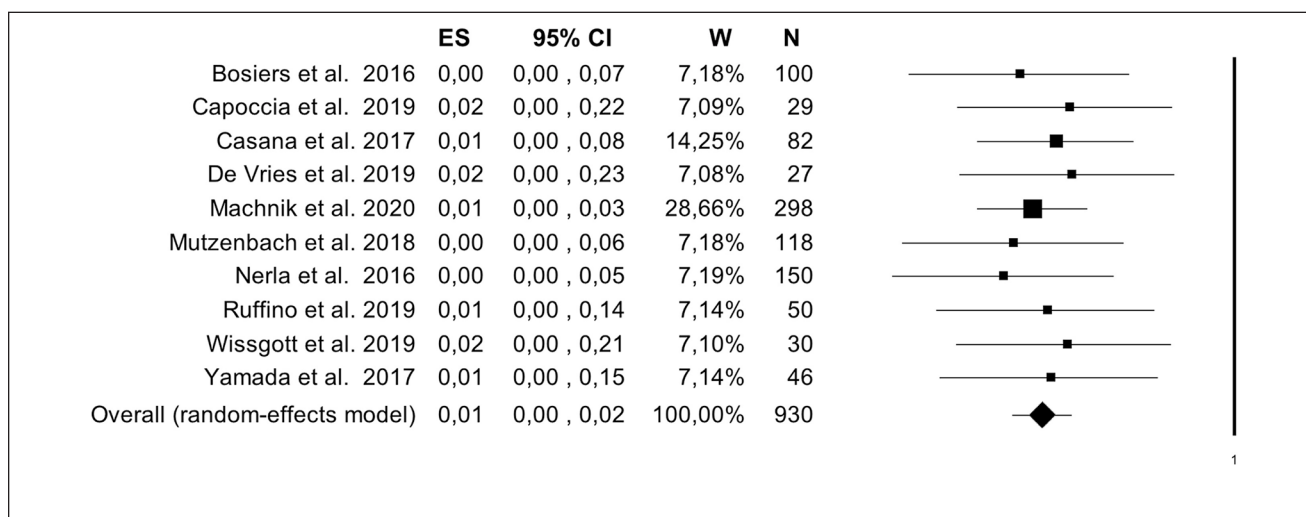 ES 95% CI W N
Bosiers et al. 2016 0,00 0,00 , 0,07 7,18% 100
Capoccia et al. 2019 0,02 0,00 , 0,22 7,09% 29
Casana et al. 2017 0,01 0,00 , 0,08 14,25% 82
De Vries et al. 2019 0,02 0,00 , 0,23 7,08% 27
Machnik et al. 2020 0,01 0,00 , 0,03 28,66% 298
Mutzenbach et al. 2018 0,00 0,00 , 0,06 7,18% 118
Nerla et al. 2016 0,00 0,00 , 0,05 7,19% 150
Ruffino et al. 2019 0,01 0,00 , 0,14 7,14% 50
Wissgott et al. 2019 0,02 0,00 , 0,21 7,10% 30
Yamada et al. 2017 0,01 0,00 , 0,15 7,14% 46
Overall (random-effects model) 0,01 0,00 , 0,02 100,00% 930
1